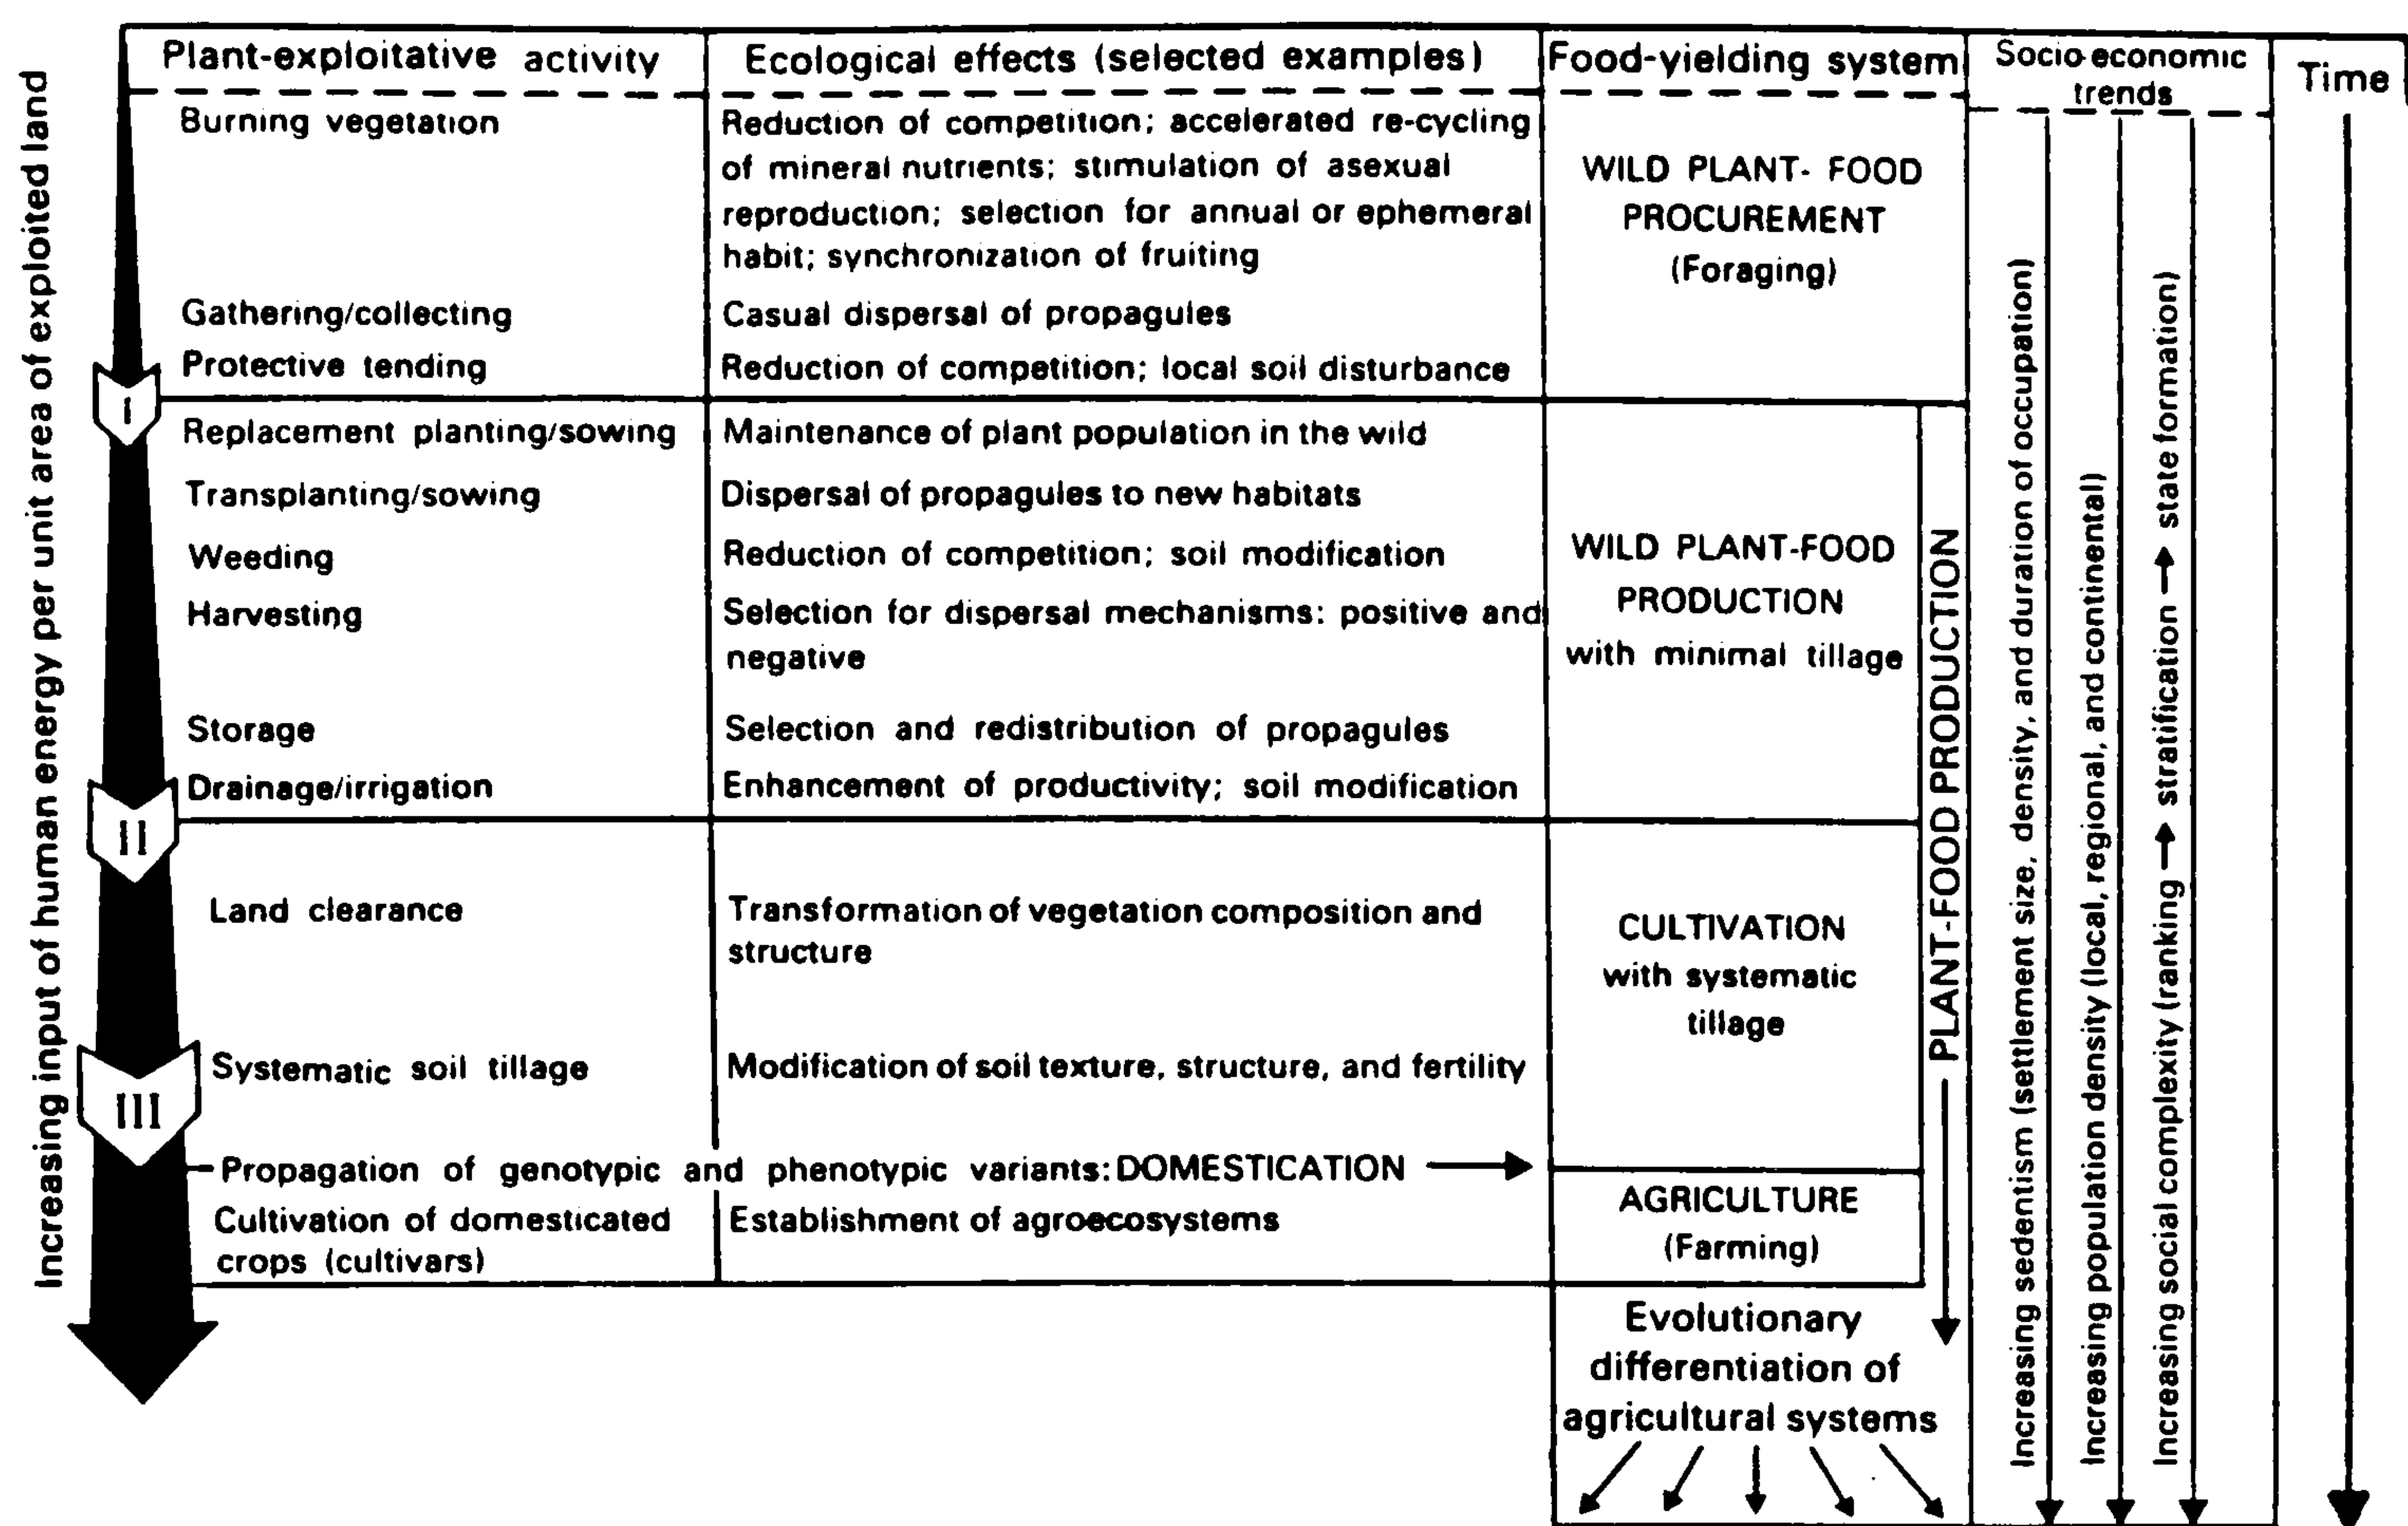 Increasing input of human energy per unit area of exploited land
Plant-exploitative activity
Burning vegetation
Gathering/collecting
Protective tending
I
Replacement planting/sowing
Transplanting/sowing
Weeding
Harvesting
Storage
Drainage/irrigation
II
Land clearance
Systematic soil tillage
III
Propagation of genotypic and phenotypic variants: DOMESTICATION
Cultivation of domesticated
crops (cultivars)
Ecological effects (selected examples)
Reduction of competition; accelerated re-cycling
of mineral nutrients; stimulation of asexual
reproduction; selection for annual or ephemeral
habit; synchronization of fruiting
Casual dispersal of propagules
Reduction of competition; local soil disturbance
Maintenance of plant population in the wild
Dispersal of propagules to new habitats
Reduction of competition; soil modification
Selection for dispersal mechanisms: positive and
negative
Selection and redistribution of propagules
Enhancement of productivity; soil modification
Transformation of vegetation composition and
structure
Modification of soil texture, structure, and fertility
Establishment of agroecosystems
Food-yielding system
WILD PLANT- FOOD
PROCUREMENT
(Foraging)
WILD PLANT-FOOD
PRODUCTION
with minimal tillage
CULTIVATION
with systematic
tillage
AGRICULTURE
(Farming)
Evolutionary
differentiation of
agricultural systems
PLANT-FOOD PRODUCTION
Socio-economic
trends
Increasing sedentism (settlement size, density, and duration of occupation)
Increasing population density (local, regional, and continental)
Increasing social complexity (ranking → stratification → state formation)
Time